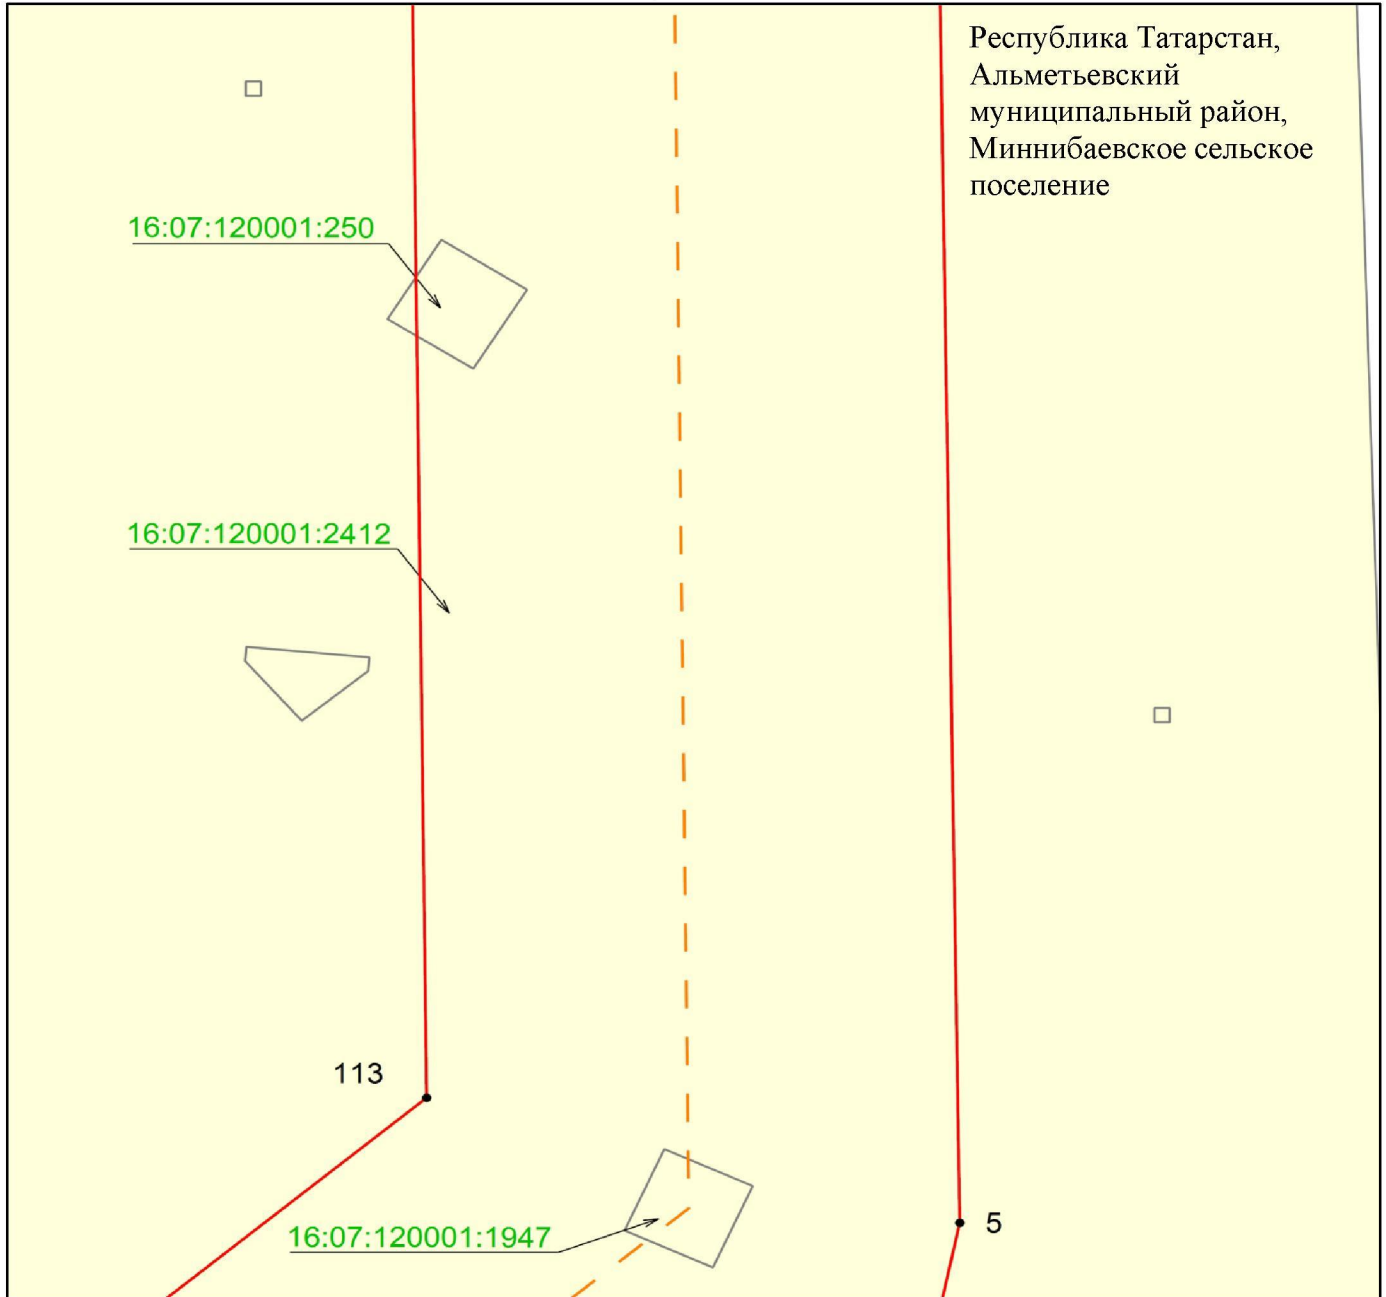 Республика Татарстан,
Альметьевский
муниципальный район,
Миннибаевское сельское
поселение
16:07:120001:250
16:07:120001:2412
113
16:07:120001:1947
5